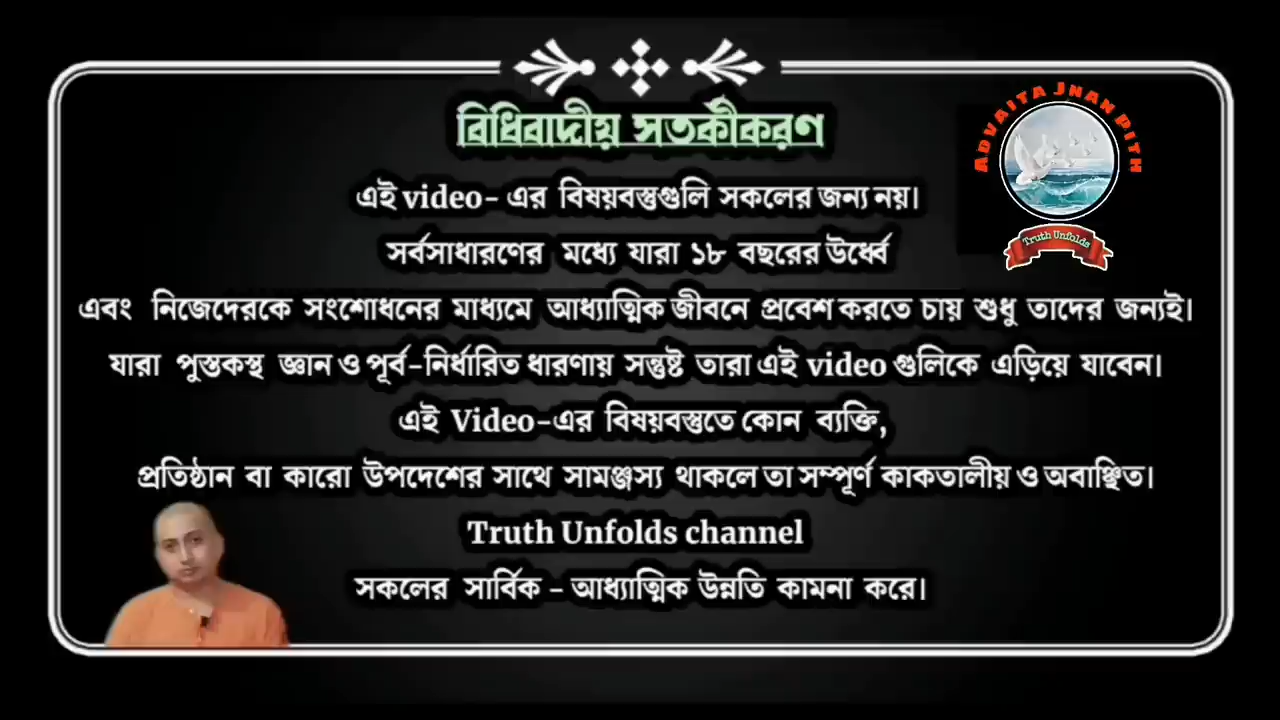 বিধিবাদীয় সতর্কীকরণ
ADVAITA JNAN PITH
Truth Unfolds
এই video- এর বিষয়বস্তুগুলি সকলের জন্য নয়।
সর্বসাধারণের মধ্যে যারা ১৮ বছরের উর্ধ্বে
এবং নিজেদেরকে সংশোধনের মাধ্যমে আধ্যাত্মিক জীবনে প্রবেশ করতে চায় শুধু তাদের জন্যই।
যারা পুস্তকস্থ জ্ঞান ও পূর্ব-নির্ধারিত ধারণায় সন্তুষ্ট তারা এই video গুলিকে এড়িয়ে যাবেন।
এই Video-এর বিষয়বস্তুতে কোন ব্যক্তি,
প্রতিষ্ঠান বা কারো উপদেশের সাথে সামঞ্জস্য থাকলে তা সম্পূর্ণ কাকতালীয় ও অবাঞ্ছিত।
Truth Unfolds channel
সকলের সার্বিক - আধ্যাত্মিক উন্নতি কামনা করে।